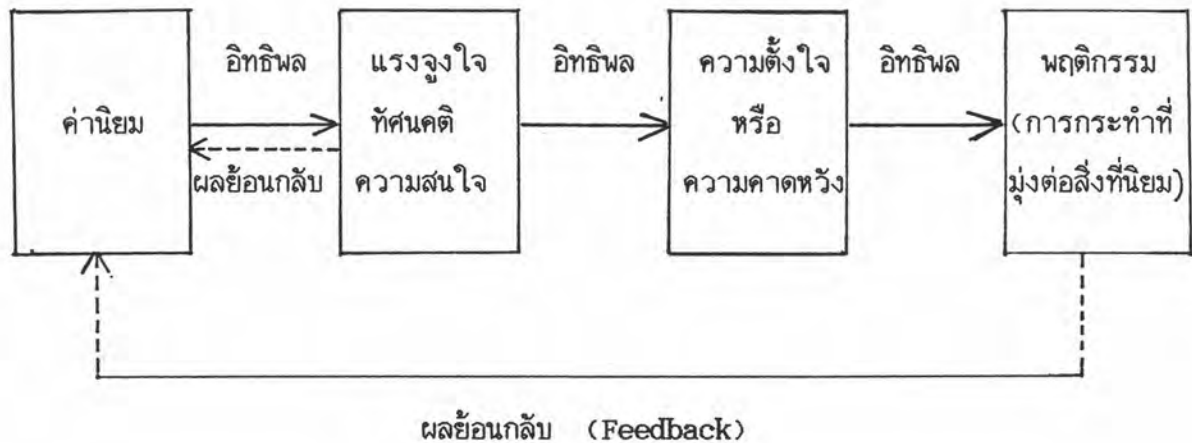 อิทธิพล
แรงจูงใจ
อิทธิพล
ความตั้งใจ
อิทธิพล
พฤติกรรม
ค่านิยม
ทัศนคติ
หรือ
(การกระทำที่
ผลย้อนกลับ
ความสนใจ
ความคาดหวัง
มุ่งต่อสิ่งที่นิยม)
ผลย้อนกลับ (Feedback)